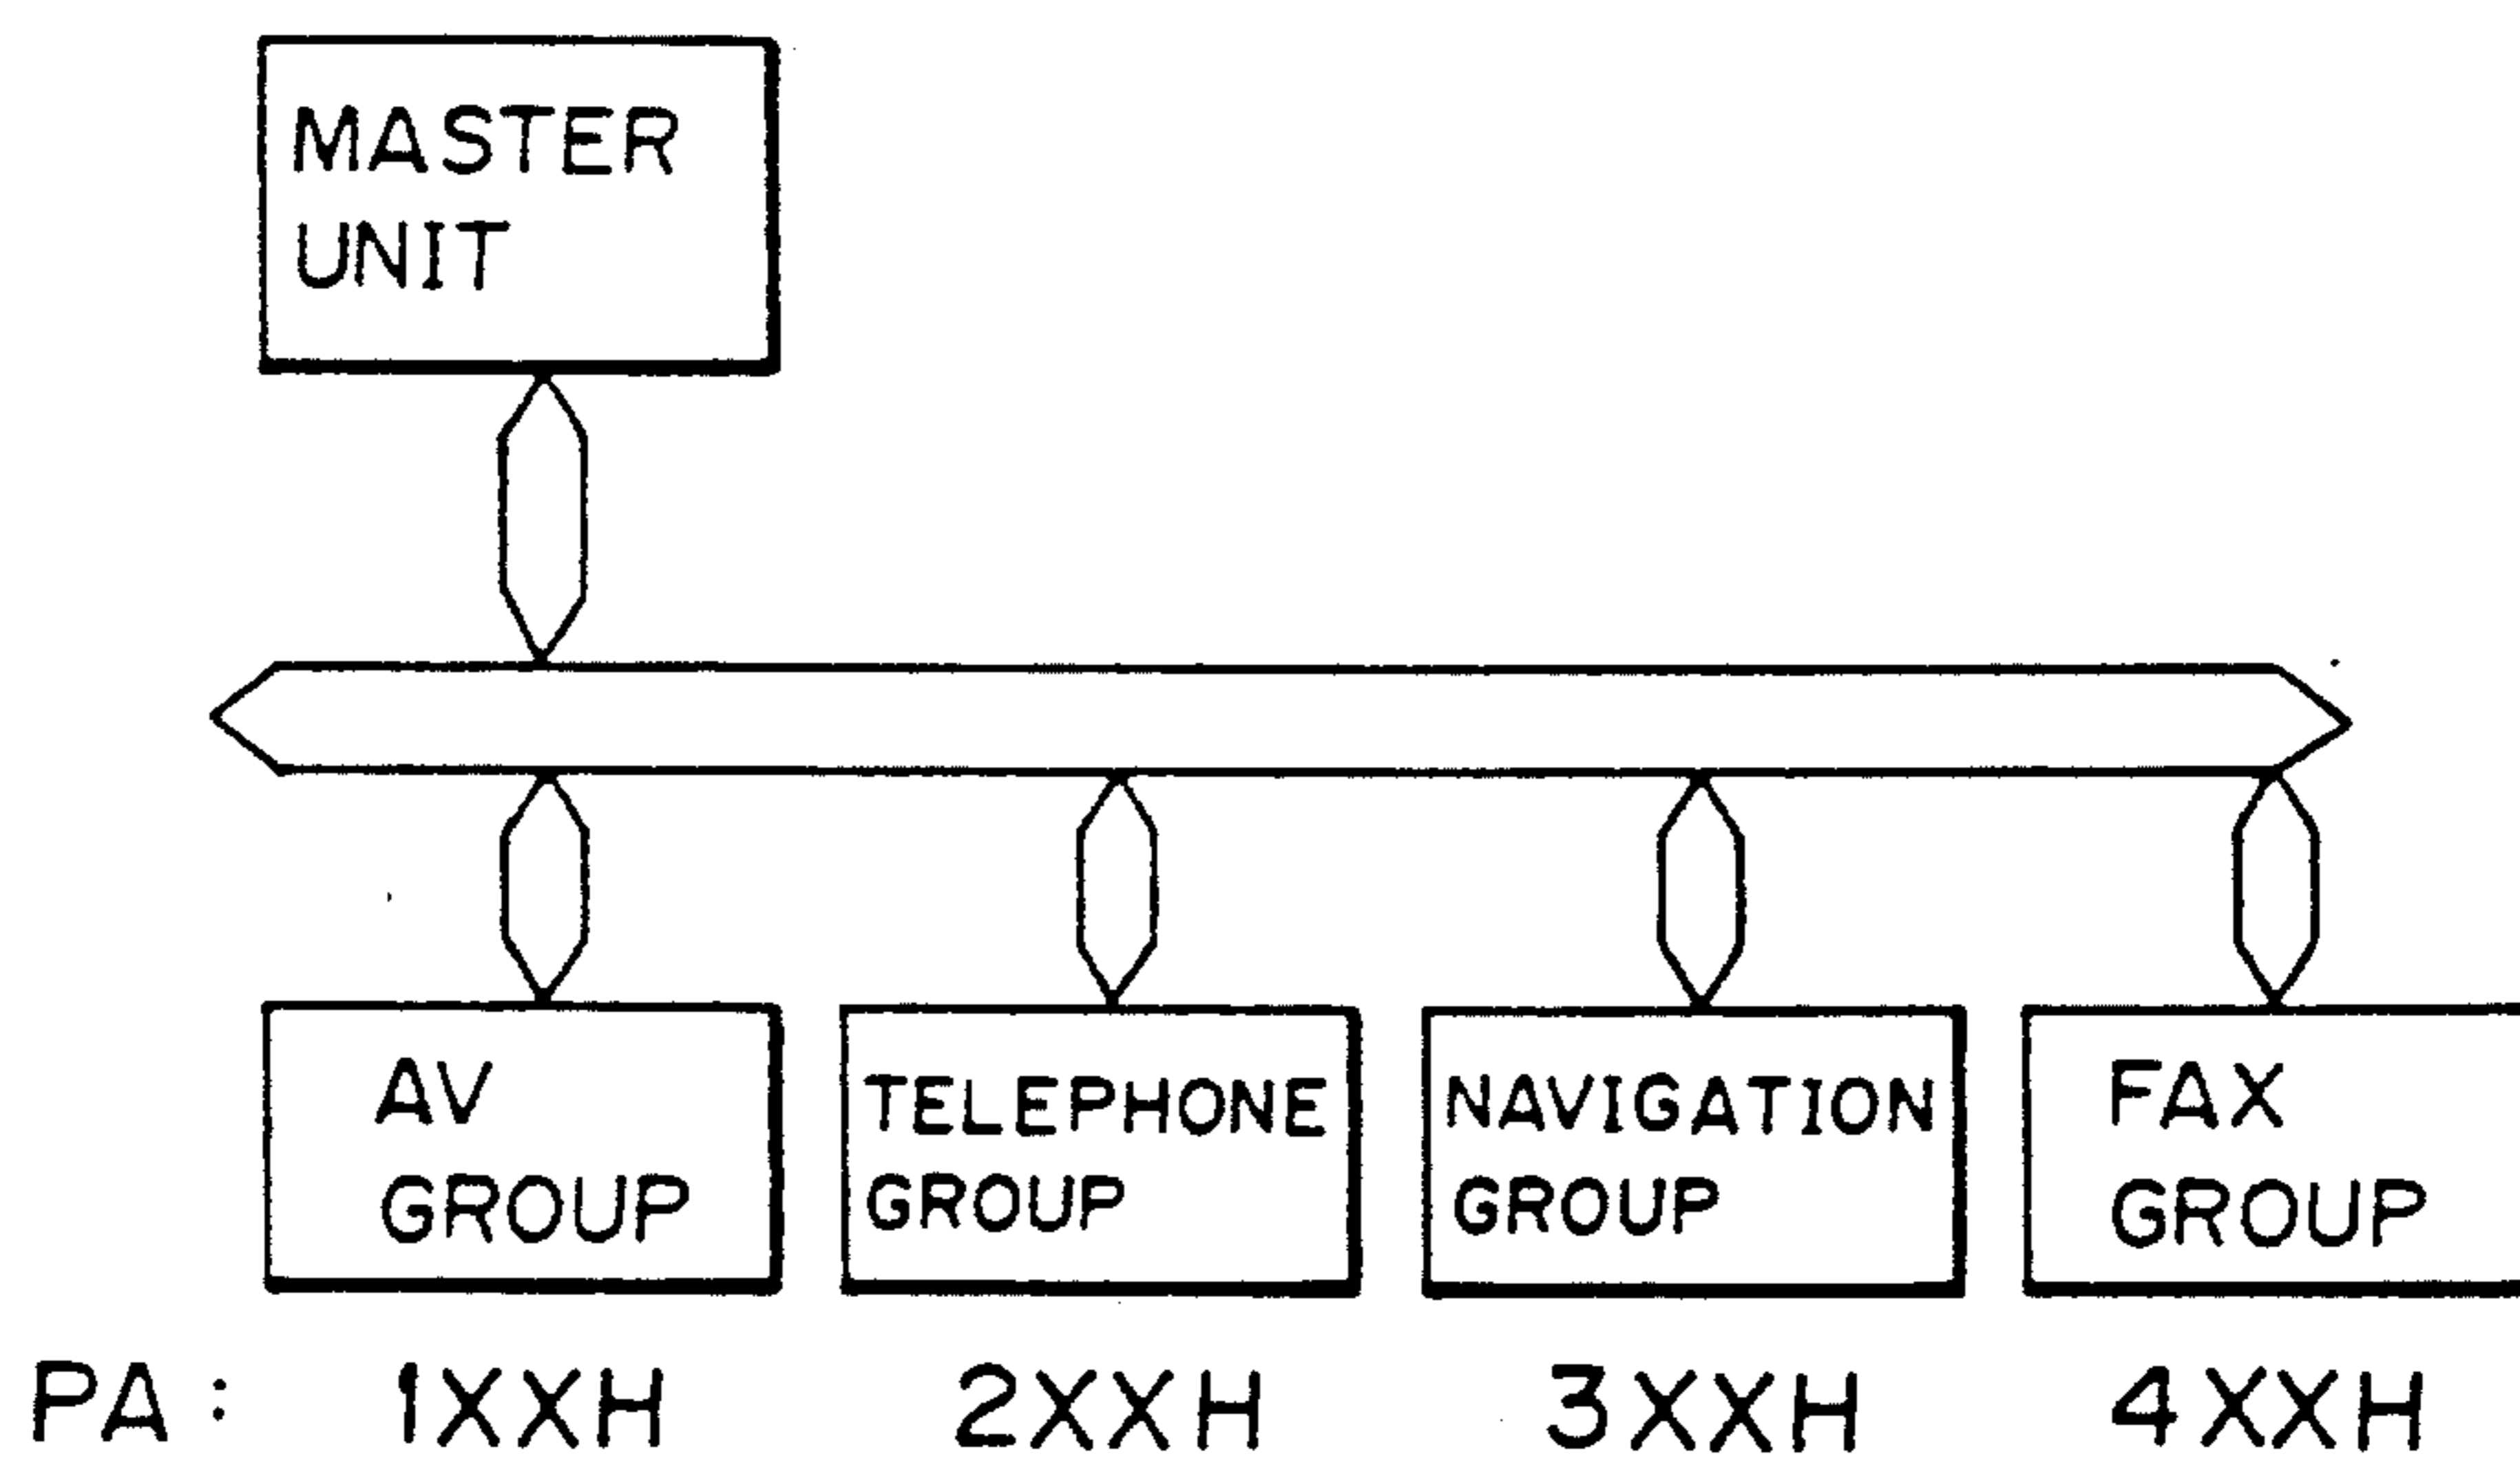 MASTER
UNIT
AV
GROUP
TELEPHONE
GROUP
NAVIGATION
GROUP
FAX
GROUP
PA: 1XXH 2XXH 3XXH 4XXH